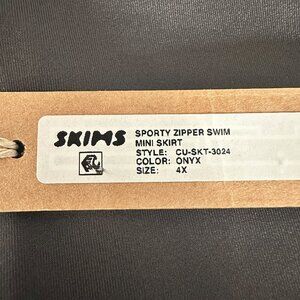 SKIMS
SPORTY ZIPPER SWIM
MINI SKIRT
STYLE: CU-SKT-3024
COLOR: ONYX
SIZE: 4X